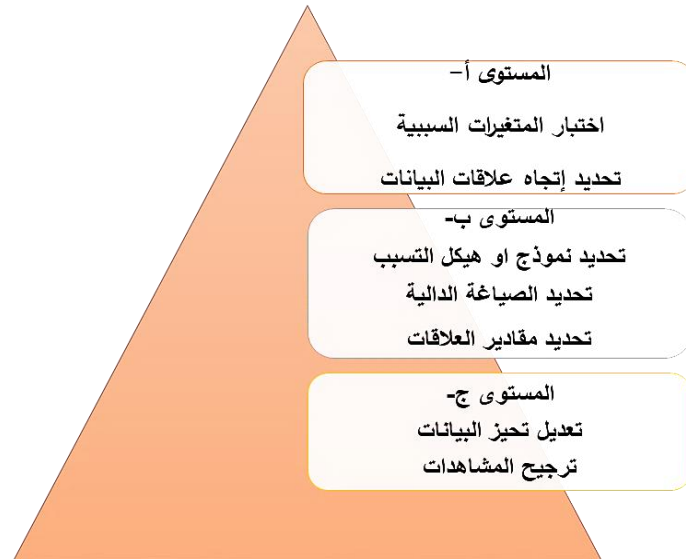 المستوى أ-
اختبار المتغيرات السببية
تحديد إتجاه علاقات البيانات
المستوى ب-
تحديد نموذج او هيكل التسبب
تحديد الصياغة الدالية
تحديد مقادير العلاقات
المستوى ج-
تعديل تحيز البيانات
ترجيح المشاهدات